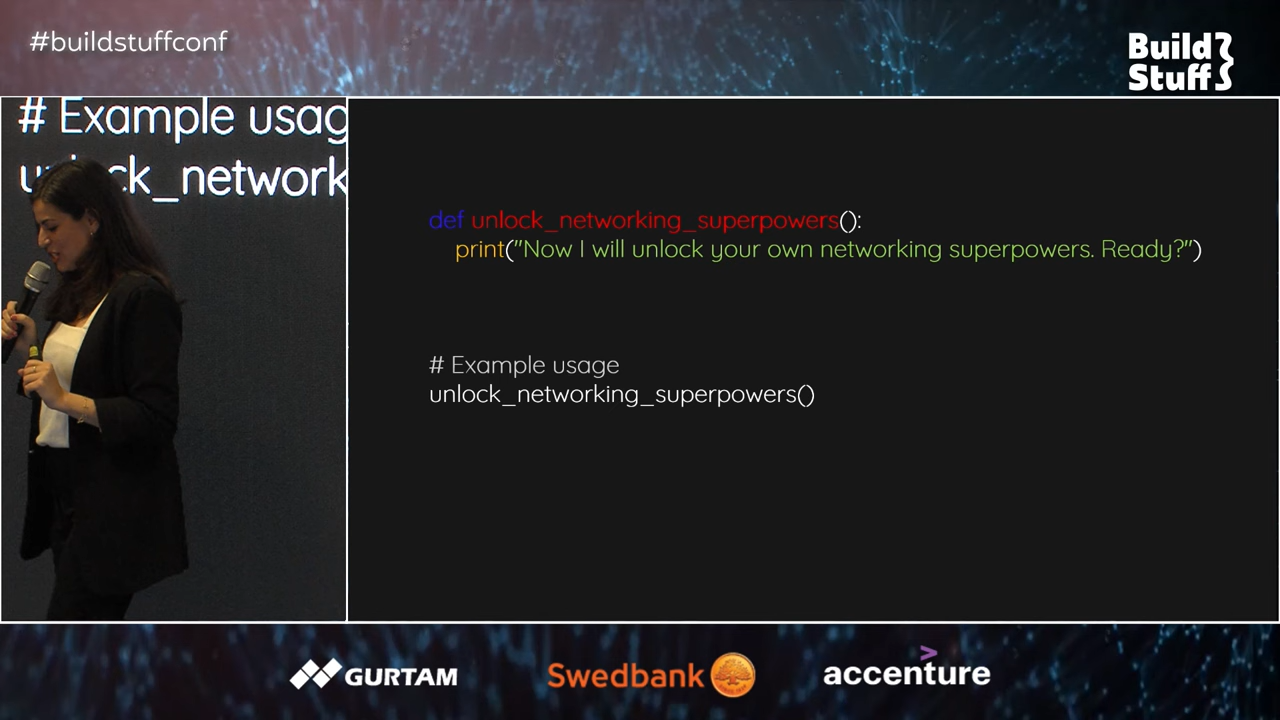 #buildstuffconf
Build
Stuff
# Example usag
unlock_network
def unlock_networking_superpowers():
print("Now I will unlock your own networking superpowers. Ready?")
# Example usage
unlock_networking_superpowers()
GURTAM
Swedbank
accenture